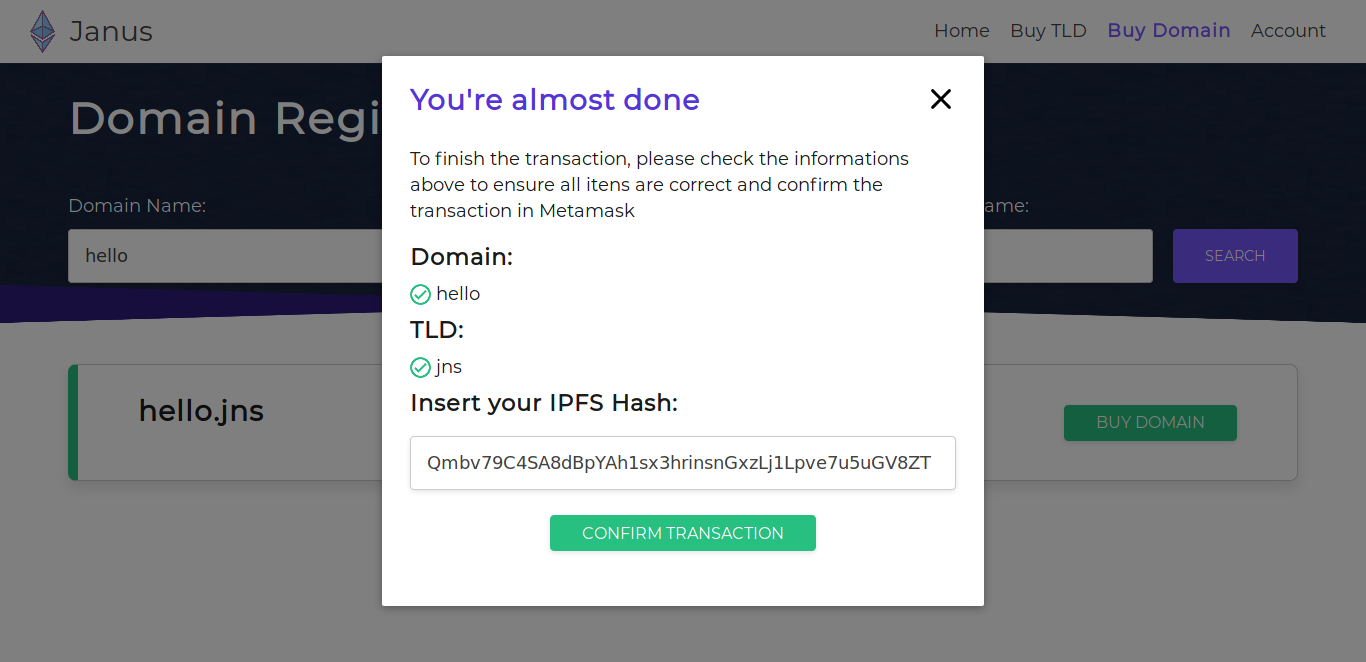 Janus
Home Buy TLD Buy Domain Account
You're almost done
Domain Regi
To finish the transaction, please check the informations
above to ensure all itens are correct and confirm the
transaction in Metamask
Domain Name:
ame:
Domain:
hello
SEARCH
hello
TLD:
jns
Insert your IPFS Hash:
hello.jns
BUY DOMAIN
Qmbv79C4SA8dBpYAh1sx3hrinsnGxzLj1Lpve7u5uGV8ZT
CONFIRM TRANSACTION